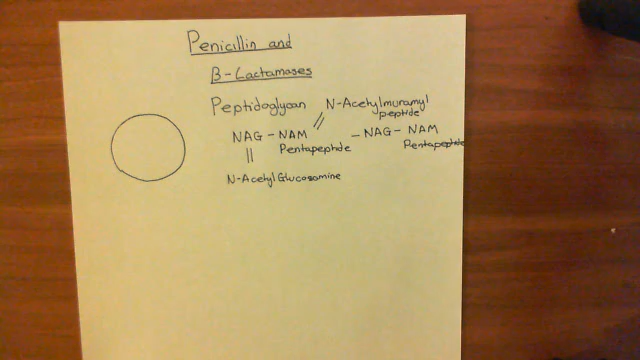 Penicillin and
β-Lactamases
Peptidoglycan
N-Acetylmuramyl
peptide
NAG - NAM
- NAG - NAM
Pentapeptide
Pentapeptide
N-Acetyl Glucosamine